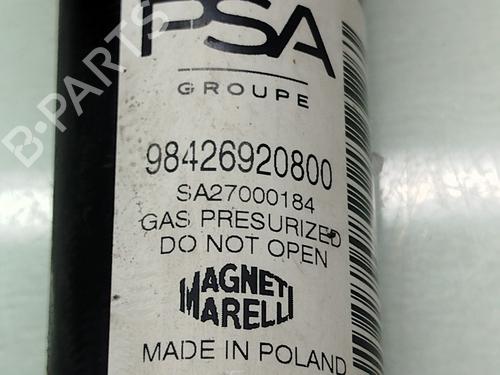 PSA
GROUPE
98426920800
SA27000184
GAS PRESURIZED
DO NOT OPEN
MAGNETI
MARELLI
MADE IN POLAND
B-PARTS